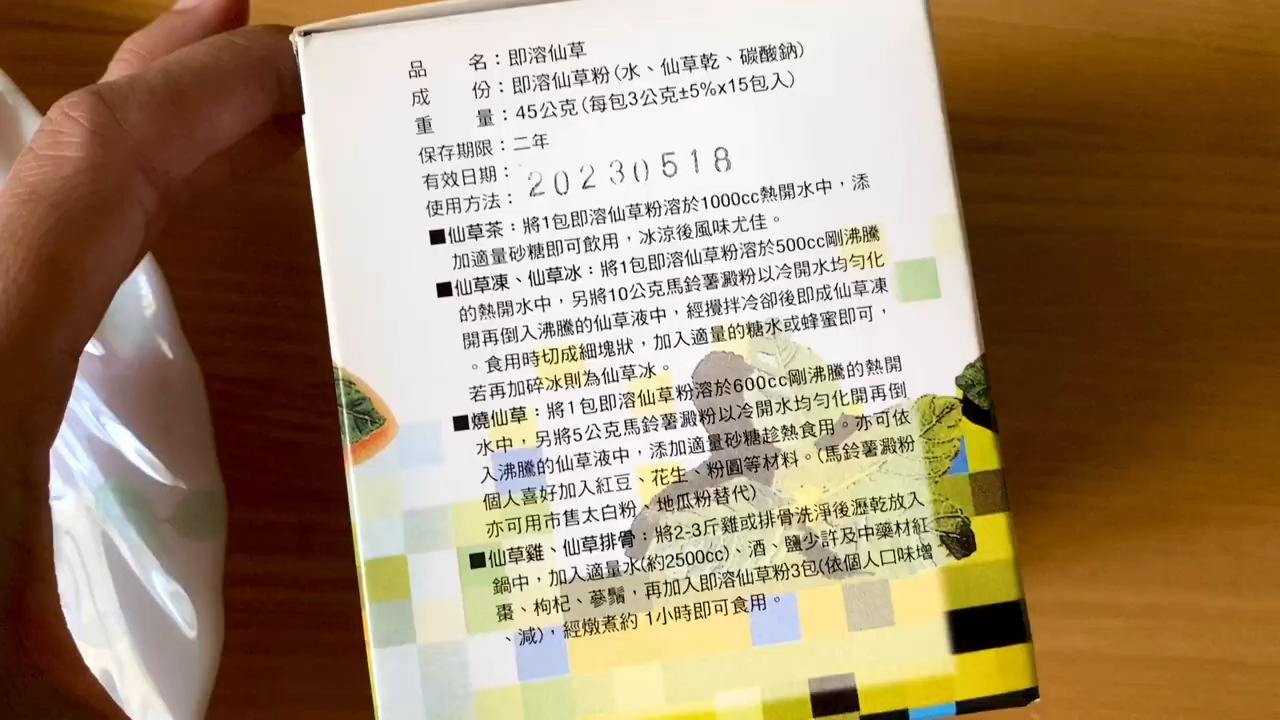 品　　名：即溶仙草
成　　份：即溶仙草粉(水、仙草乾、碳酸鈉)
重　　量：45公克(每包3公克±5%x15包入)
保存期限：二年
有效日期：20230518
使用方法：
■仙草茶：將1包即溶仙草粉溶於1000cc熱開水中，添
加適量砂糖即可飲用，冰涼後風味尤佳。
■仙草凍、仙草冰：將1包即溶仙草粉溶於500cc剛沸騰
的熱開水中，另將10公克馬鈴薯澱粉以冷開水均勻化
開再倒入沸騰的仙草液中，經攪拌冷卻後即成仙草凍
。食用時切成細塊狀，加入適量的糖水或蜂蜜即可，
若再加碎冰則為仙草冰。
■燒仙草：將1包即溶仙草粉溶於600cc剛沸騰的熱開
水中，另將5公克馬鈴薯澱粉以冷開水均勻化開再倒
入沸騰的仙草液中，添加適量砂糖趁熱食用。亦可依
個人喜好加入紅豆、花生、粉圓等材料。(馬鈴薯澱粉
亦可用市售太白粉、地瓜粉替代)
■仙草雞、仙草排骨：將2-3斤雞或排骨洗淨後瀝乾放入
鍋中，加入適量水(約2500cc)、酒、鹽少許及中藥材紅
棗、枸杞、蔘鬚，再加入即溶仙草粉3包(依個人口味增
、減)，經燉煮約 1小時即可食用。